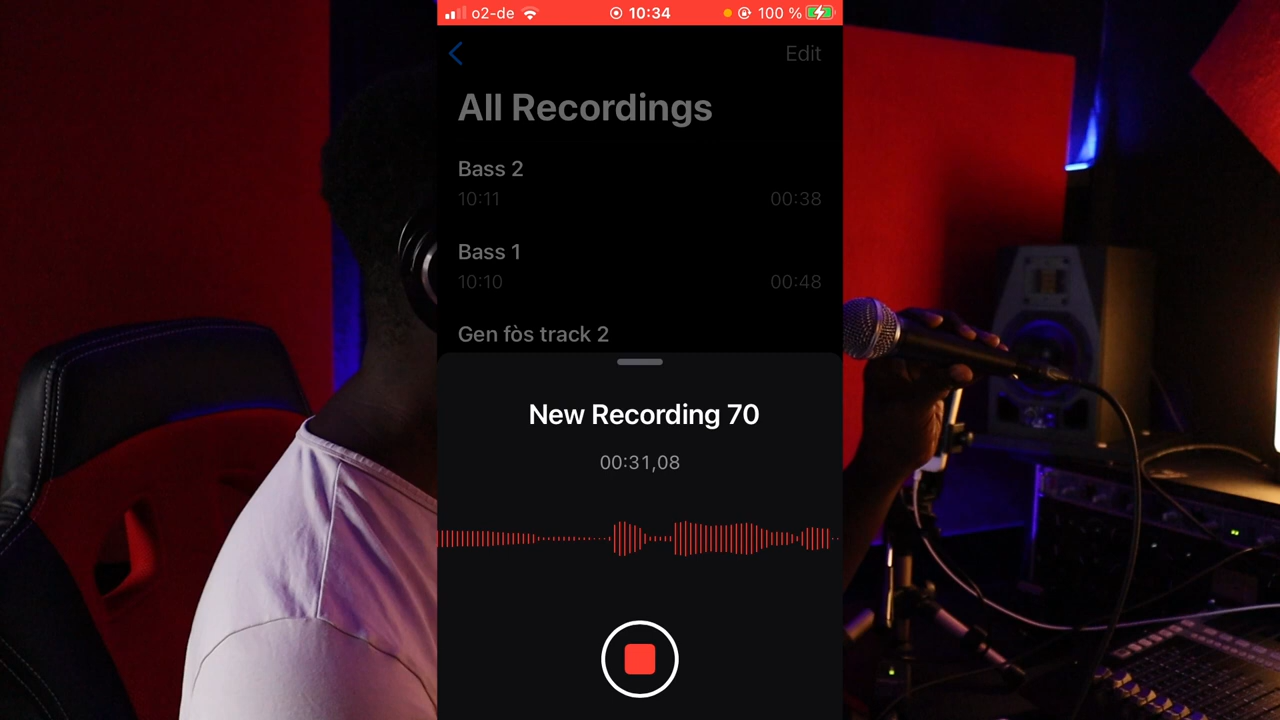 o2-de 10:34 100 %
Edit
All Recordings
Bass 2
10:11 00:38
Bass 1
10:10 00:48
Gen fòs track 2
New Recording 70
00:31,08